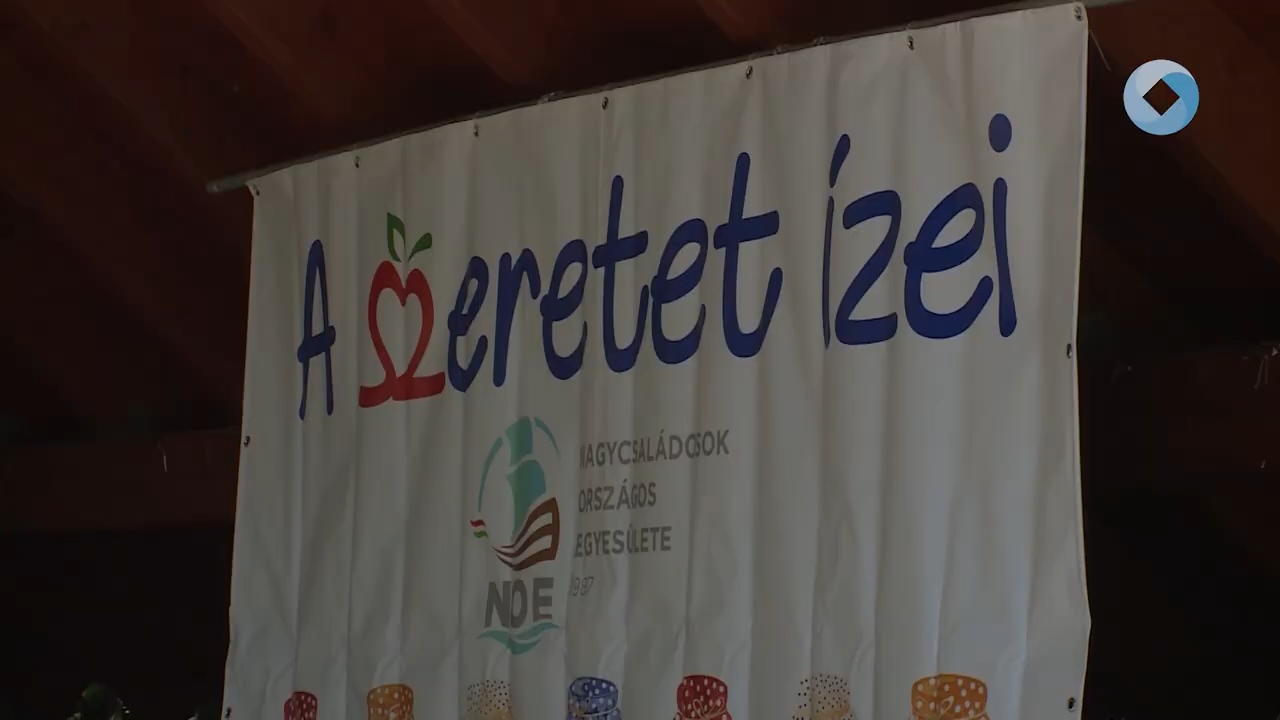 A Szeretet ízei
NAGYCSALÁDOSOK
ORSZÁGOS
EGYESÜLETE
1987
NOE